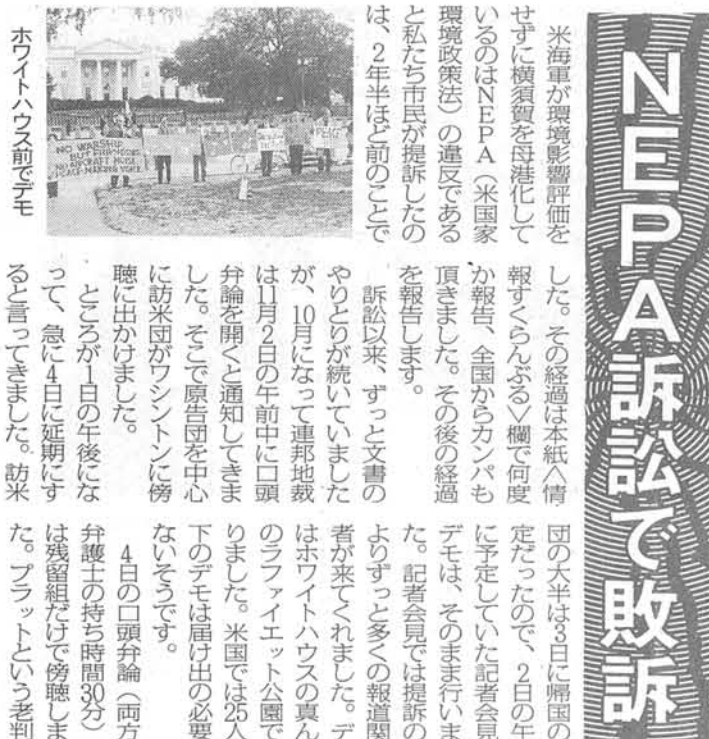 NEPA訴訟で敗訴
米海軍が環境影響評価を
せずに横須賀を母港化して
いるのはNEPA（米国家
環境政策法）の違反である
と私たち市民が提訴したの
は、2年半ほど前のことで
NO WARSHIP
ホワイトハウス前でデモ
した。その経過は本紙＜情
報すくらんぶる＞欄で何度
か報告、全国からカンパも
頂きました。その後の経過
を報告します。
訴訟以来、ずっと文書の
やりとりが続いていました
が、10月になって連邦地裁
は11月2日の午前中に口頭
弁論を開くと通知してきま
した。そこで原告団を中心
に訪米団がワシントンに傍
聴に出かけました。
ところが1日の午後にな
って、急に4日に延期にす
ると言ってきました。訪米
団の大半は3日に帰国の
定だったので、2日の午
に予定していた記者会見
デモは、そのまま行いま
た。記者会見では提訴の
よりずっと多くの報道関
者が来てくれました。デ
はホワイトハウスの真ん
のラファイエット公園で
りました。米国では25人
下のデモは届け出の必要
ないそうです。
4日の口頭弁論（両方
弁護士の持ち時間30分）
は残留組だけで傍聴しま
た。プラットという老判